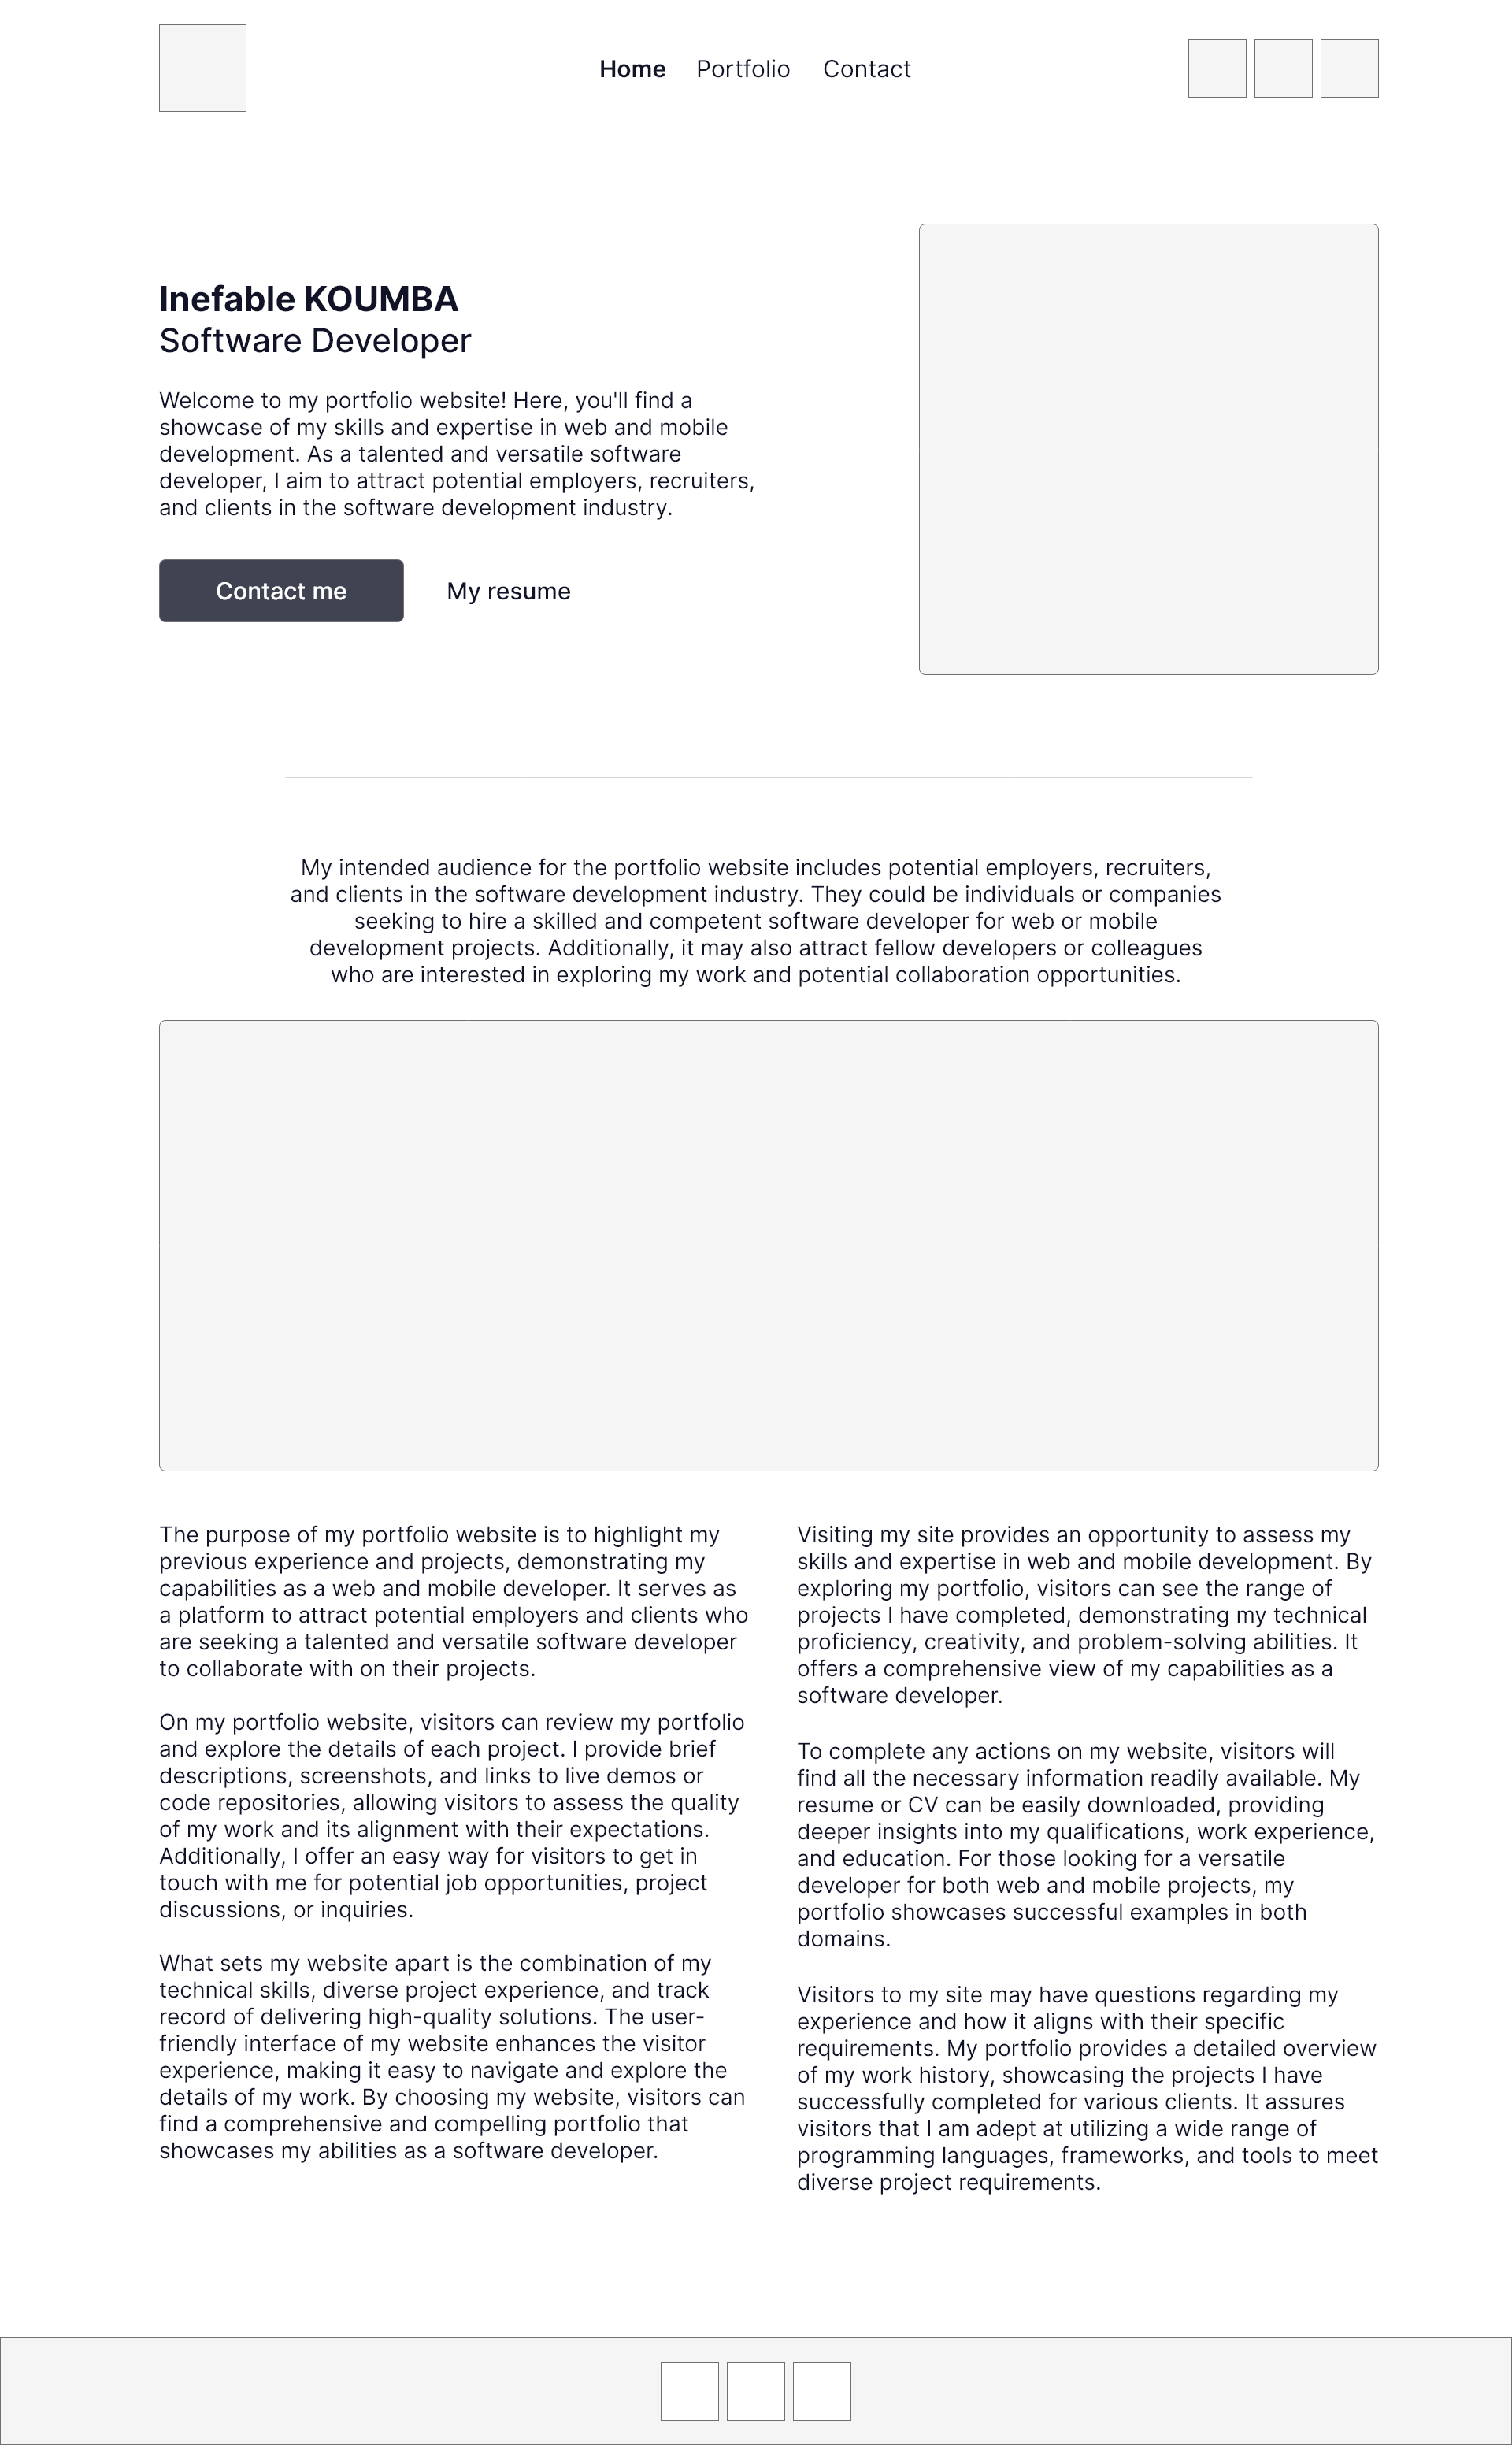 Home Portfolio Contact
Inefable KOUMBA
Software Developer
Welcome to my portfolio website! Here, you'll find a
showcase of my skills and expertise in web and mobile
development. As a talented and versatile software
developer, I aim to attract potential employers, recruiters,
and clients in the software development industry.
Contact me My resume
My intended audience for the portfolio website includes potential employers, recruiters,
and clients in the software development industry. They could be individuals or companies
seeking to hire a skilled and competent software developer for web or mobile
development projects. Additionally, it may also attract fellow developers or colleagues
who are interested in exploring my work and potential collaboration opportunities.
The purpose of my portfolio website is to highlight my
previous experience and projects, demonstrating my
capabilities as a web and mobile developer. It serves as
a platform to attract potential employers and clients who
are seeking a talented and versatile software developer
to collaborate with on their projects.
On my portfolio website, visitors can review my portfolio
and explore the details of each project. I provide brief
descriptions, screenshots, and links to live demos or
code repositories, allowing visitors to assess the quality
of my work and its alignment with their expectations.
Additionally, I offer an easy way for visitors to get in
touch with me for potential job opportunities, project
discussions, or inquiries.
What sets my website apart is the combination of my
technical skills, diverse project experience, and track
record of delivering high-quality solutions. The user-
friendly interface of my website enhances the visitor
experience, making it easy to navigate and explore the
details of my work. By choosing my website, visitors can
find a comprehensive and compelling portfolio that
showcases my abilities as a software developer.
Visiting my site provides an opportunity to assess my
skills and expertise in web and mobile development. By
exploring my portfolio, visitors can see the range of
projects I have completed, demonstrating my technical
proficiency, creativity, and problem-solving abilities. It
offers a comprehensive view of my capabilities as a
software developer.
To complete any actions on my website, visitors will
find all the necessary information readily available. My
resume or CV can be easily downloaded, providing
deeper insights into my qualifications, work experience,
and education. For those looking for a versatile
developer for both web and mobile projects, my
portfolio showcases successful examples in both
domains.
Visitors to my site may have questions regarding my
experience and how it aligns with their specific
requirements. My portfolio provides a detailed overview
of my work history, showcasing the projects I have
successfully completed for various clients. It assures
visitors that I am adept at utilizing a wide range of
programming languages, frameworks, and tools to meet
diverse project requirements.